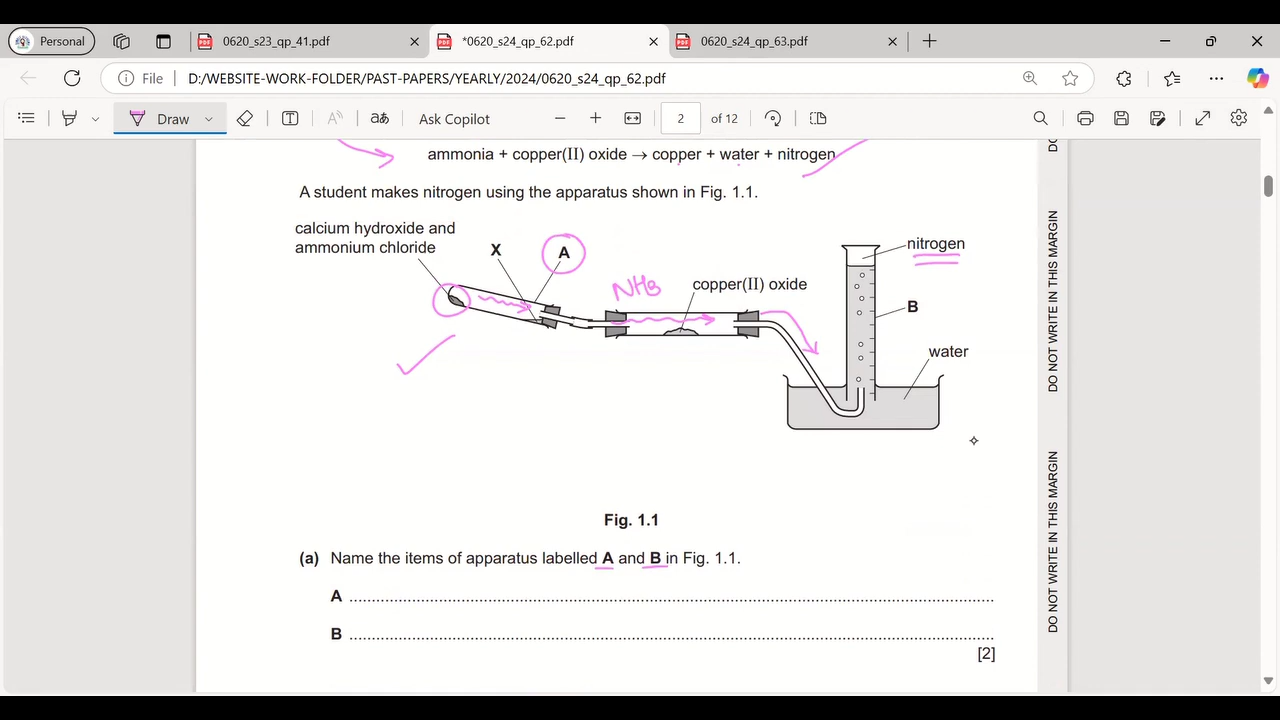 Personal
0620_s23_qp_41.pdf
*0620_s24_qp_62.pdf
0620_s24_qp_63.pdf
File
D:/WEBSITE-WORK-FOLDER/PAST-PAPERS/YEARLY/2024/0620_s24_qp_62.pdf
Draw
aあ
Ask Copilot
2
of 12
ammonia + copper(II) oxide → copper + water + nitrogen
A student makes nitrogen using the apparatus shown in Fig. 1.1.
calcium hydroxide and
ammonium chloride
X
A
NH3
copper(II) oxide
nitrogen
B
water
Fig. 1.1
(a) Name the items of apparatus labelled A and B in Fig. 1.1.
A ................................................................
B ................................................................
[2]
DO NOT WRITE IN THIS MARGIN
DO NOT WRITE IN THIS MARGIN